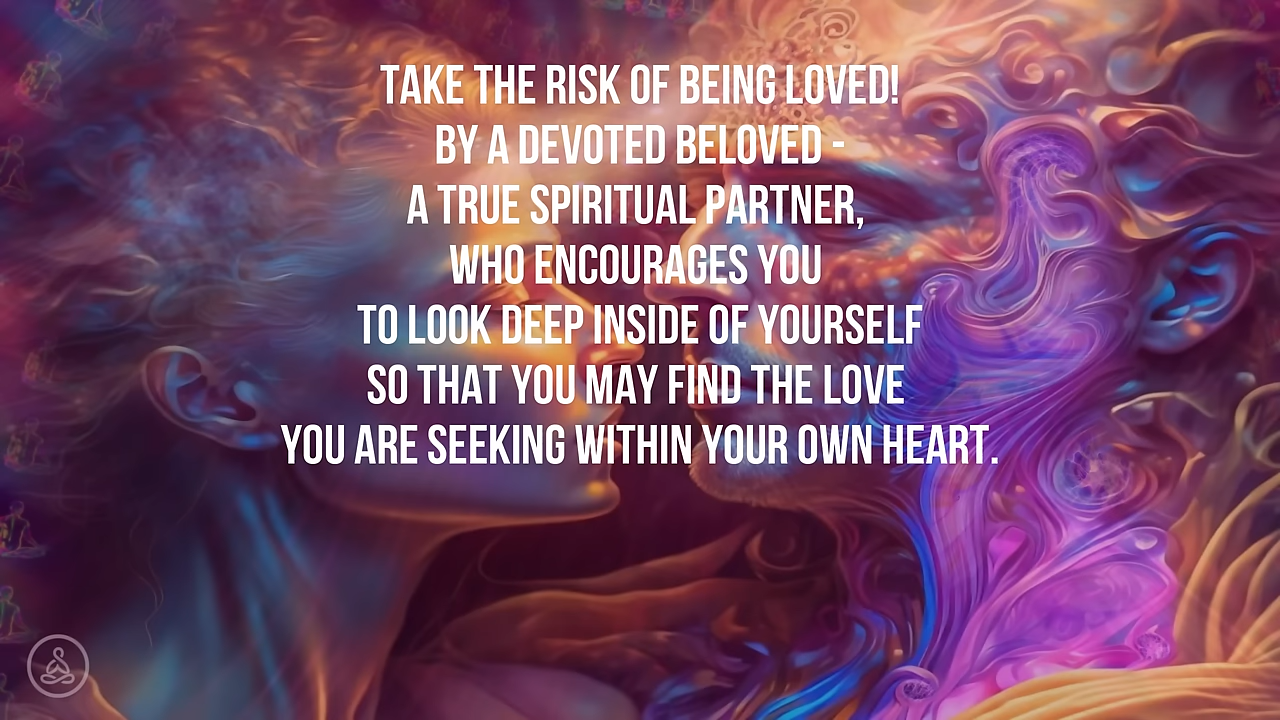 TAKE THE RISK OF BEING LOVED!
BY A DEVOTED BELOVED -
A TRUE SPIRITUAL PARTNER,
WHO ENCOURAGES YOU
TO LOOK DEEP INSIDE OF YOURSELF
SO THAT YOU MAY FIND THE LOVE
YOU ARE SEEKING WITHIN YOUR OWN HEART.